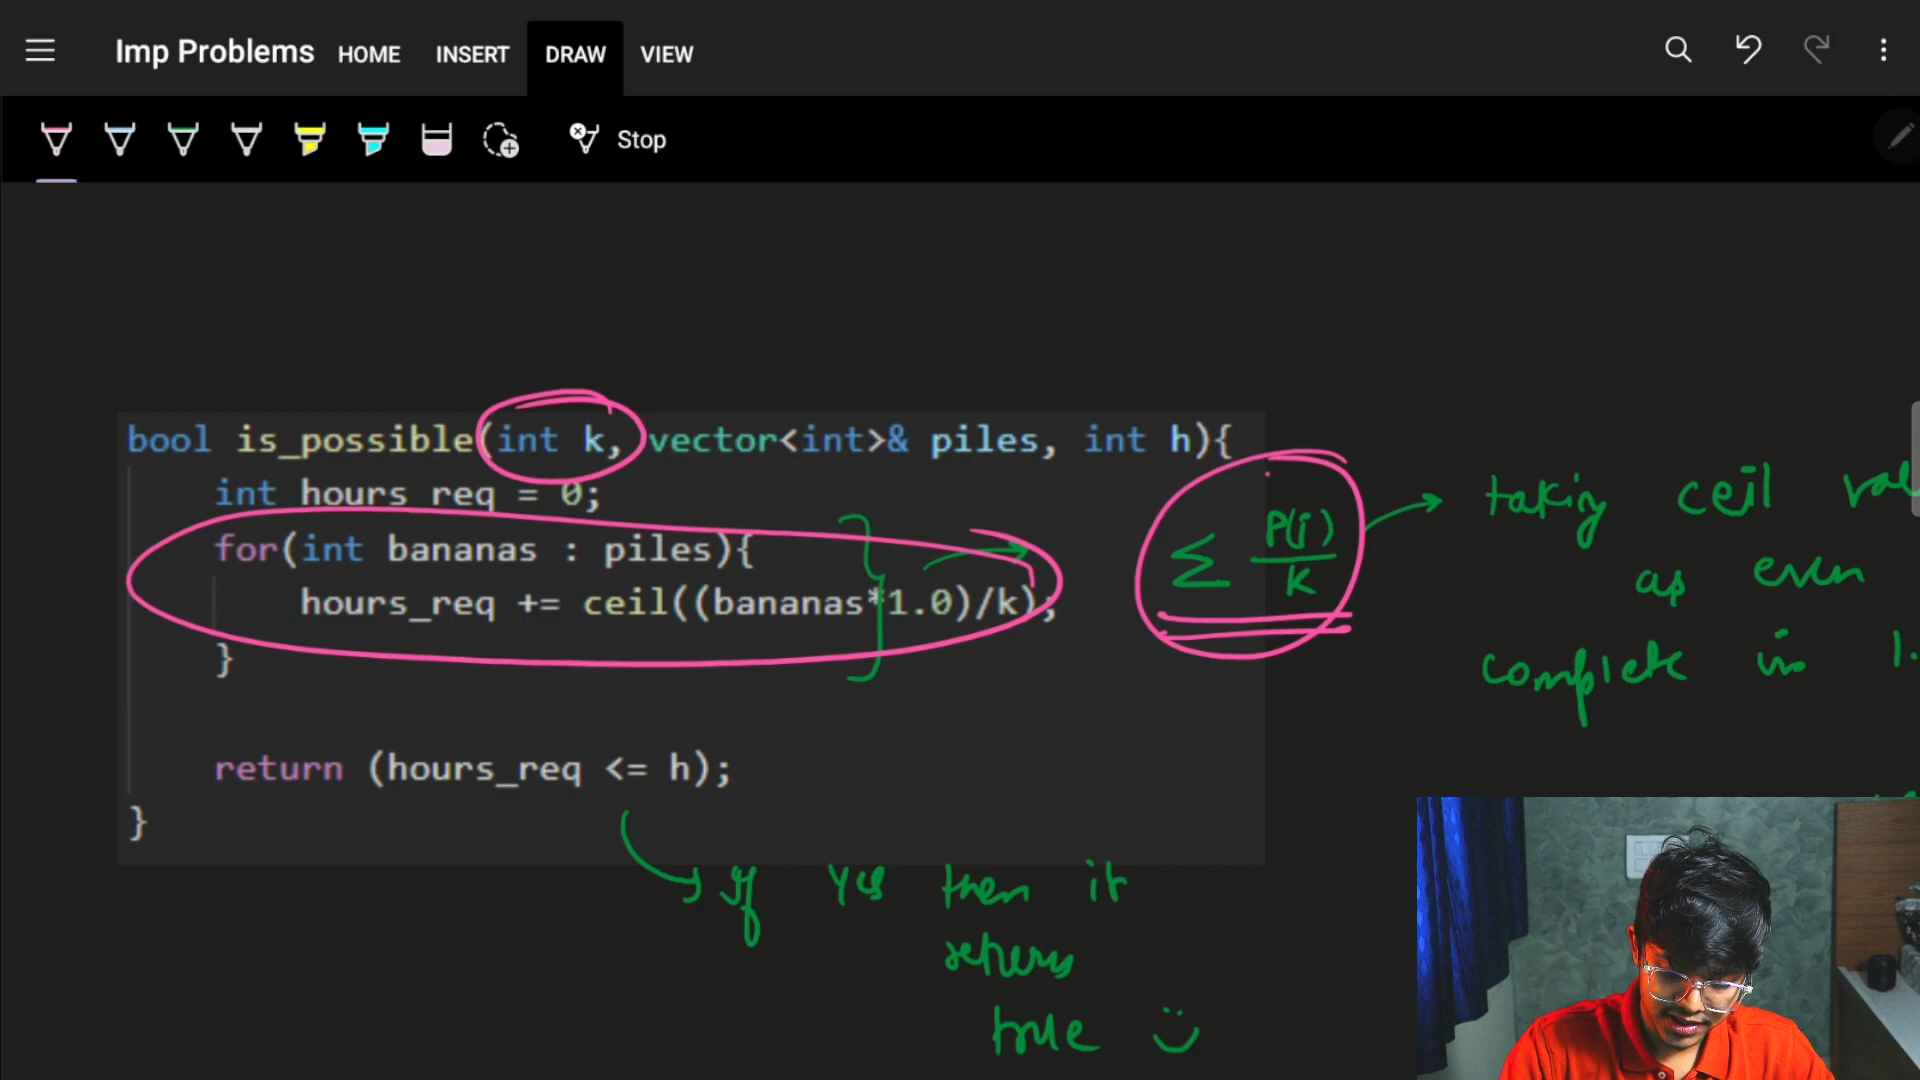 Imp Problems HOME INSERT DRAW VIEW
Stop
bool is_possible(int k, vector<int>& piles, int h){
int hours_req = 0;
for(int bananas : piles){
hours_req += ceil((bananas*1.0)/k);
}
return (hours_req <= h);
}
Σ P(j)
K
taking ceil
as even
complete in 1.
If Yes then it
returns
true